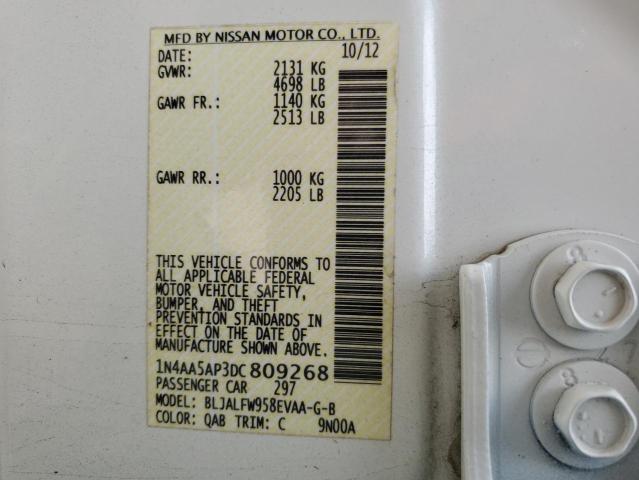 MFD BY NISSAN MOTOR CO., LTD.
DATE: 10/12
GVWR: 2131 KG
4698 LB
GAWR FR.: 1140 KG
2513 LB
GAWR RR.: 1000 KG
2205 LB
THIS VEHICLE CONFORMS TO
ALL APPLICABLE FEDERAL
MOTOR VEHICLE SAFETY,
BUMPER, AND THEFT
PREVENTION STANDARDS IN
EFFECT ON THE DATE OF
MANUFACTURE SHOWN ABOVE.
1N4AA5AP3DC809268
PASSENGER CAR 297
MODEL: BLJALFW958EVAA-G-B
COLOR: QAB TRIM: C 9N00A